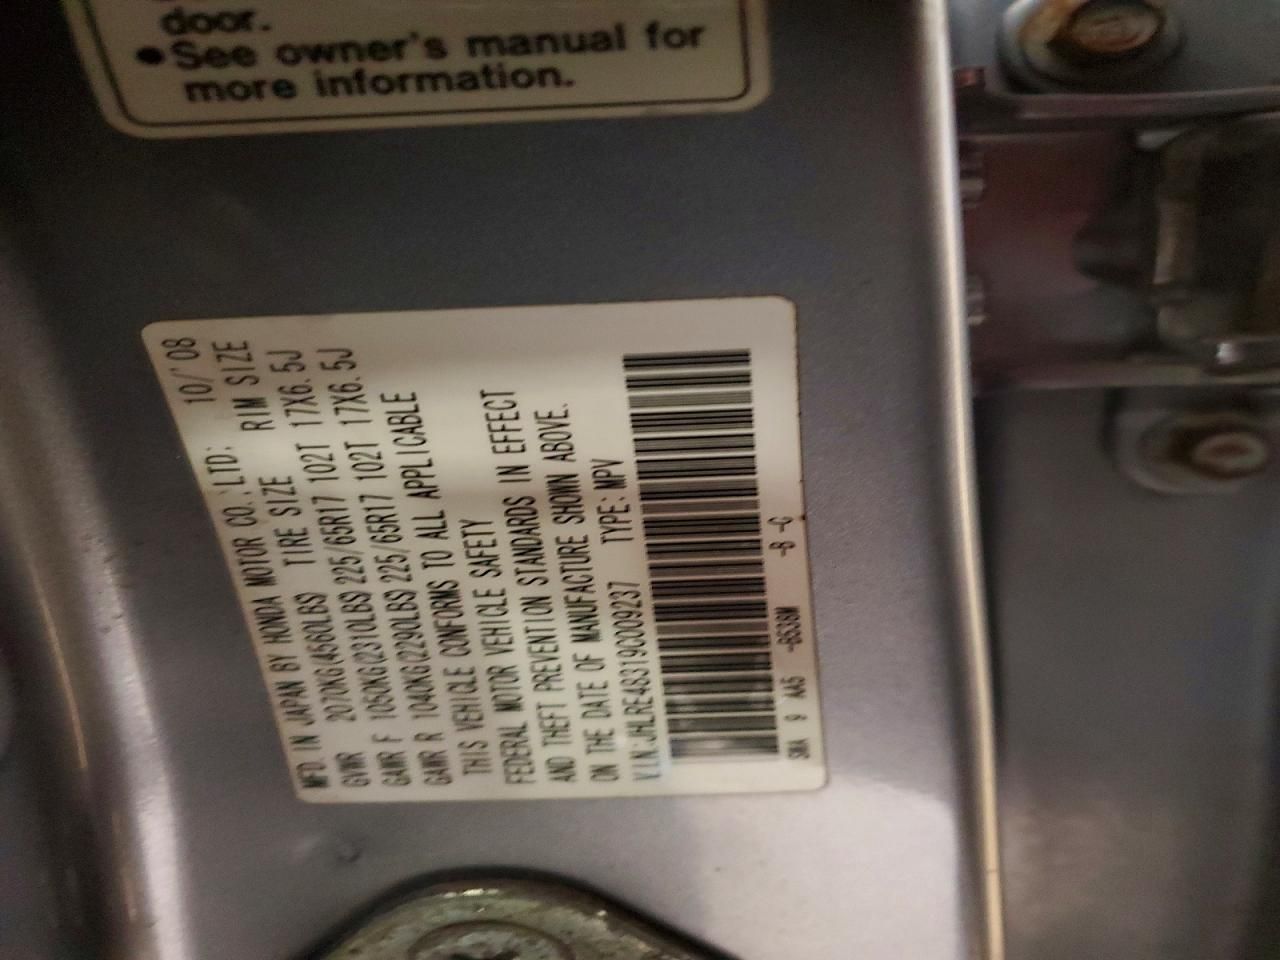 door.
●See owner's manual for
more information.
MFD. IN JAPAN BY HONDA MOTOR CO.,LTD; 10/'08
GVWR 2070KG(4560LBS TIRE SIZE RIM SIZE
GAWR F 1050KG(2310LBS 225/65R17 102T 17X6.5J
GAWR R 1040KG(2290LBS 225/65R17 102T 17X6.5J
THIS VEHICLE CONFORMS TO ALL APPLICABLE
FEDERAL MOTOR VEHICLE SAFETY
AND THEFT PREVENTION STANDARDS IN EFFECT
ON THE DATE OF MANUFACTURE SHOWN ABOVE.
V.I.N:JHLRE48319C009237 TYPE: MPV
SWA 9 AA5 -B538M -B -C